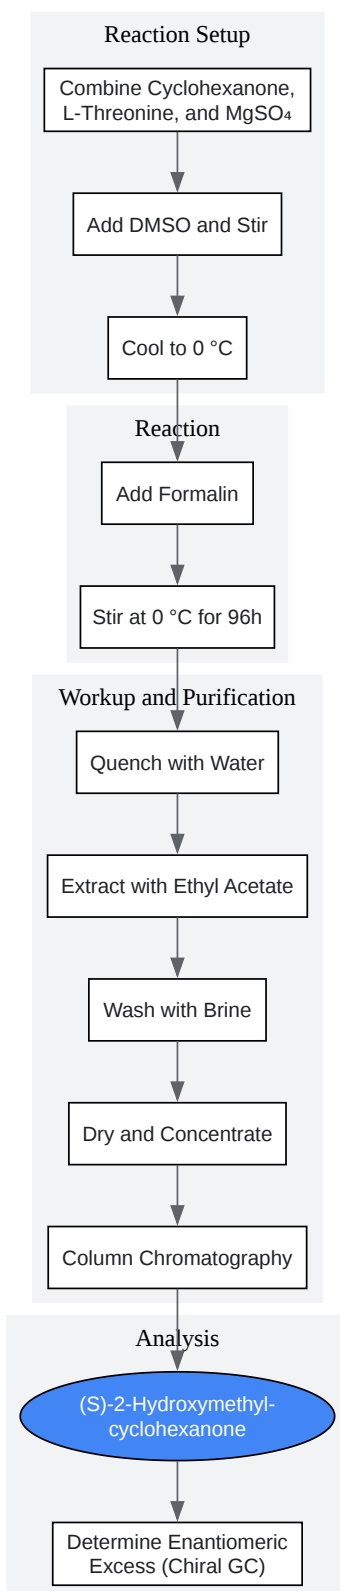 Reaction Setup
Combine Cyclohexanone,
L-Threonine, and MgSO₄
Add DMSO and Stir
Cool to 0 °C
Reaction
Add Formalin
Stir at 0 °C for 96h
Workup and Purification
Quench with Water
Extract with Ethyl Acetate
Wash with Brine
Dry and Concentrate
Column Chromatography
Analysis
(S)-2-Hydroxymethyl-
cyclohexanone
Determine Enantiomeric
Excess (Chiral GC)